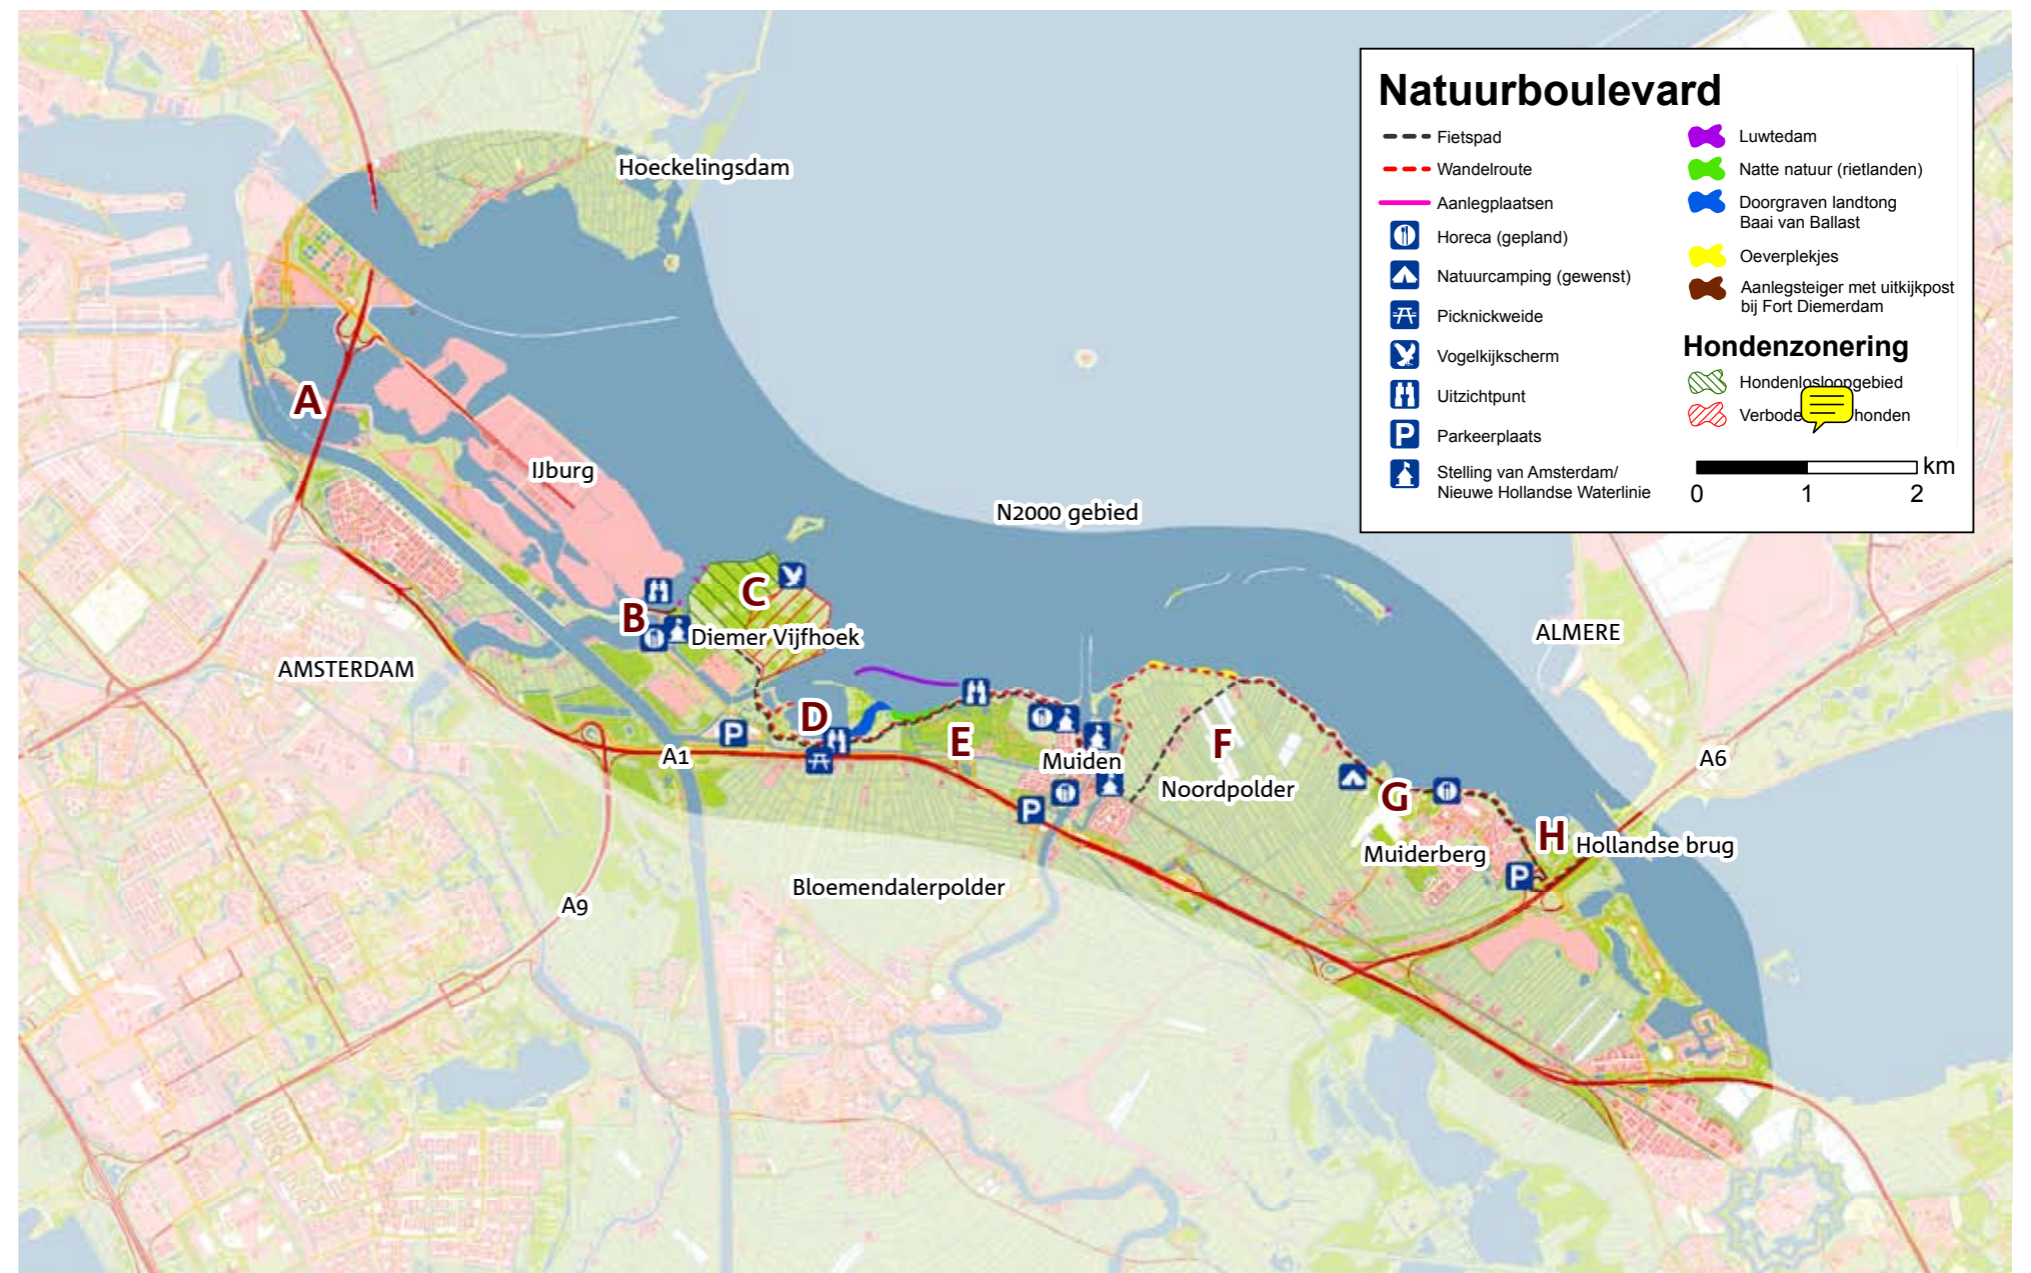 Natuurboulevard
Fietspad
Wandelroute
Aanlegplaatsen
Horeca (gepland)
Natuurcamping (gewenst)
Picknickweide
Vogelkijkscherm
Uitzichtpunt
P
Parkeerplaats
Stelling van Amsterdam/
Nieuwe Hollandse Waterlinie
Luwtedam
Natte natuur (rietlanden)
Doorgraven landtong
Baai van Ballast
Oeverplekjes
Aanlegsteiger met uitkijkpost
bij Fort Diemerdam
Hondenzonering
Hondenlosloopgebied
honden
km
0 1 2
Hoeckelingsdam
A
IJburg
N2000 gebied
C
B
Diemer Vijfhoek
ALMERE
AMSTERDAM
D
P
E
F
A1
Muiden
A6
Noordpolder
G
P
H
Hollandse brug
Muiderberg
P
Bloemendalerpolder
A9